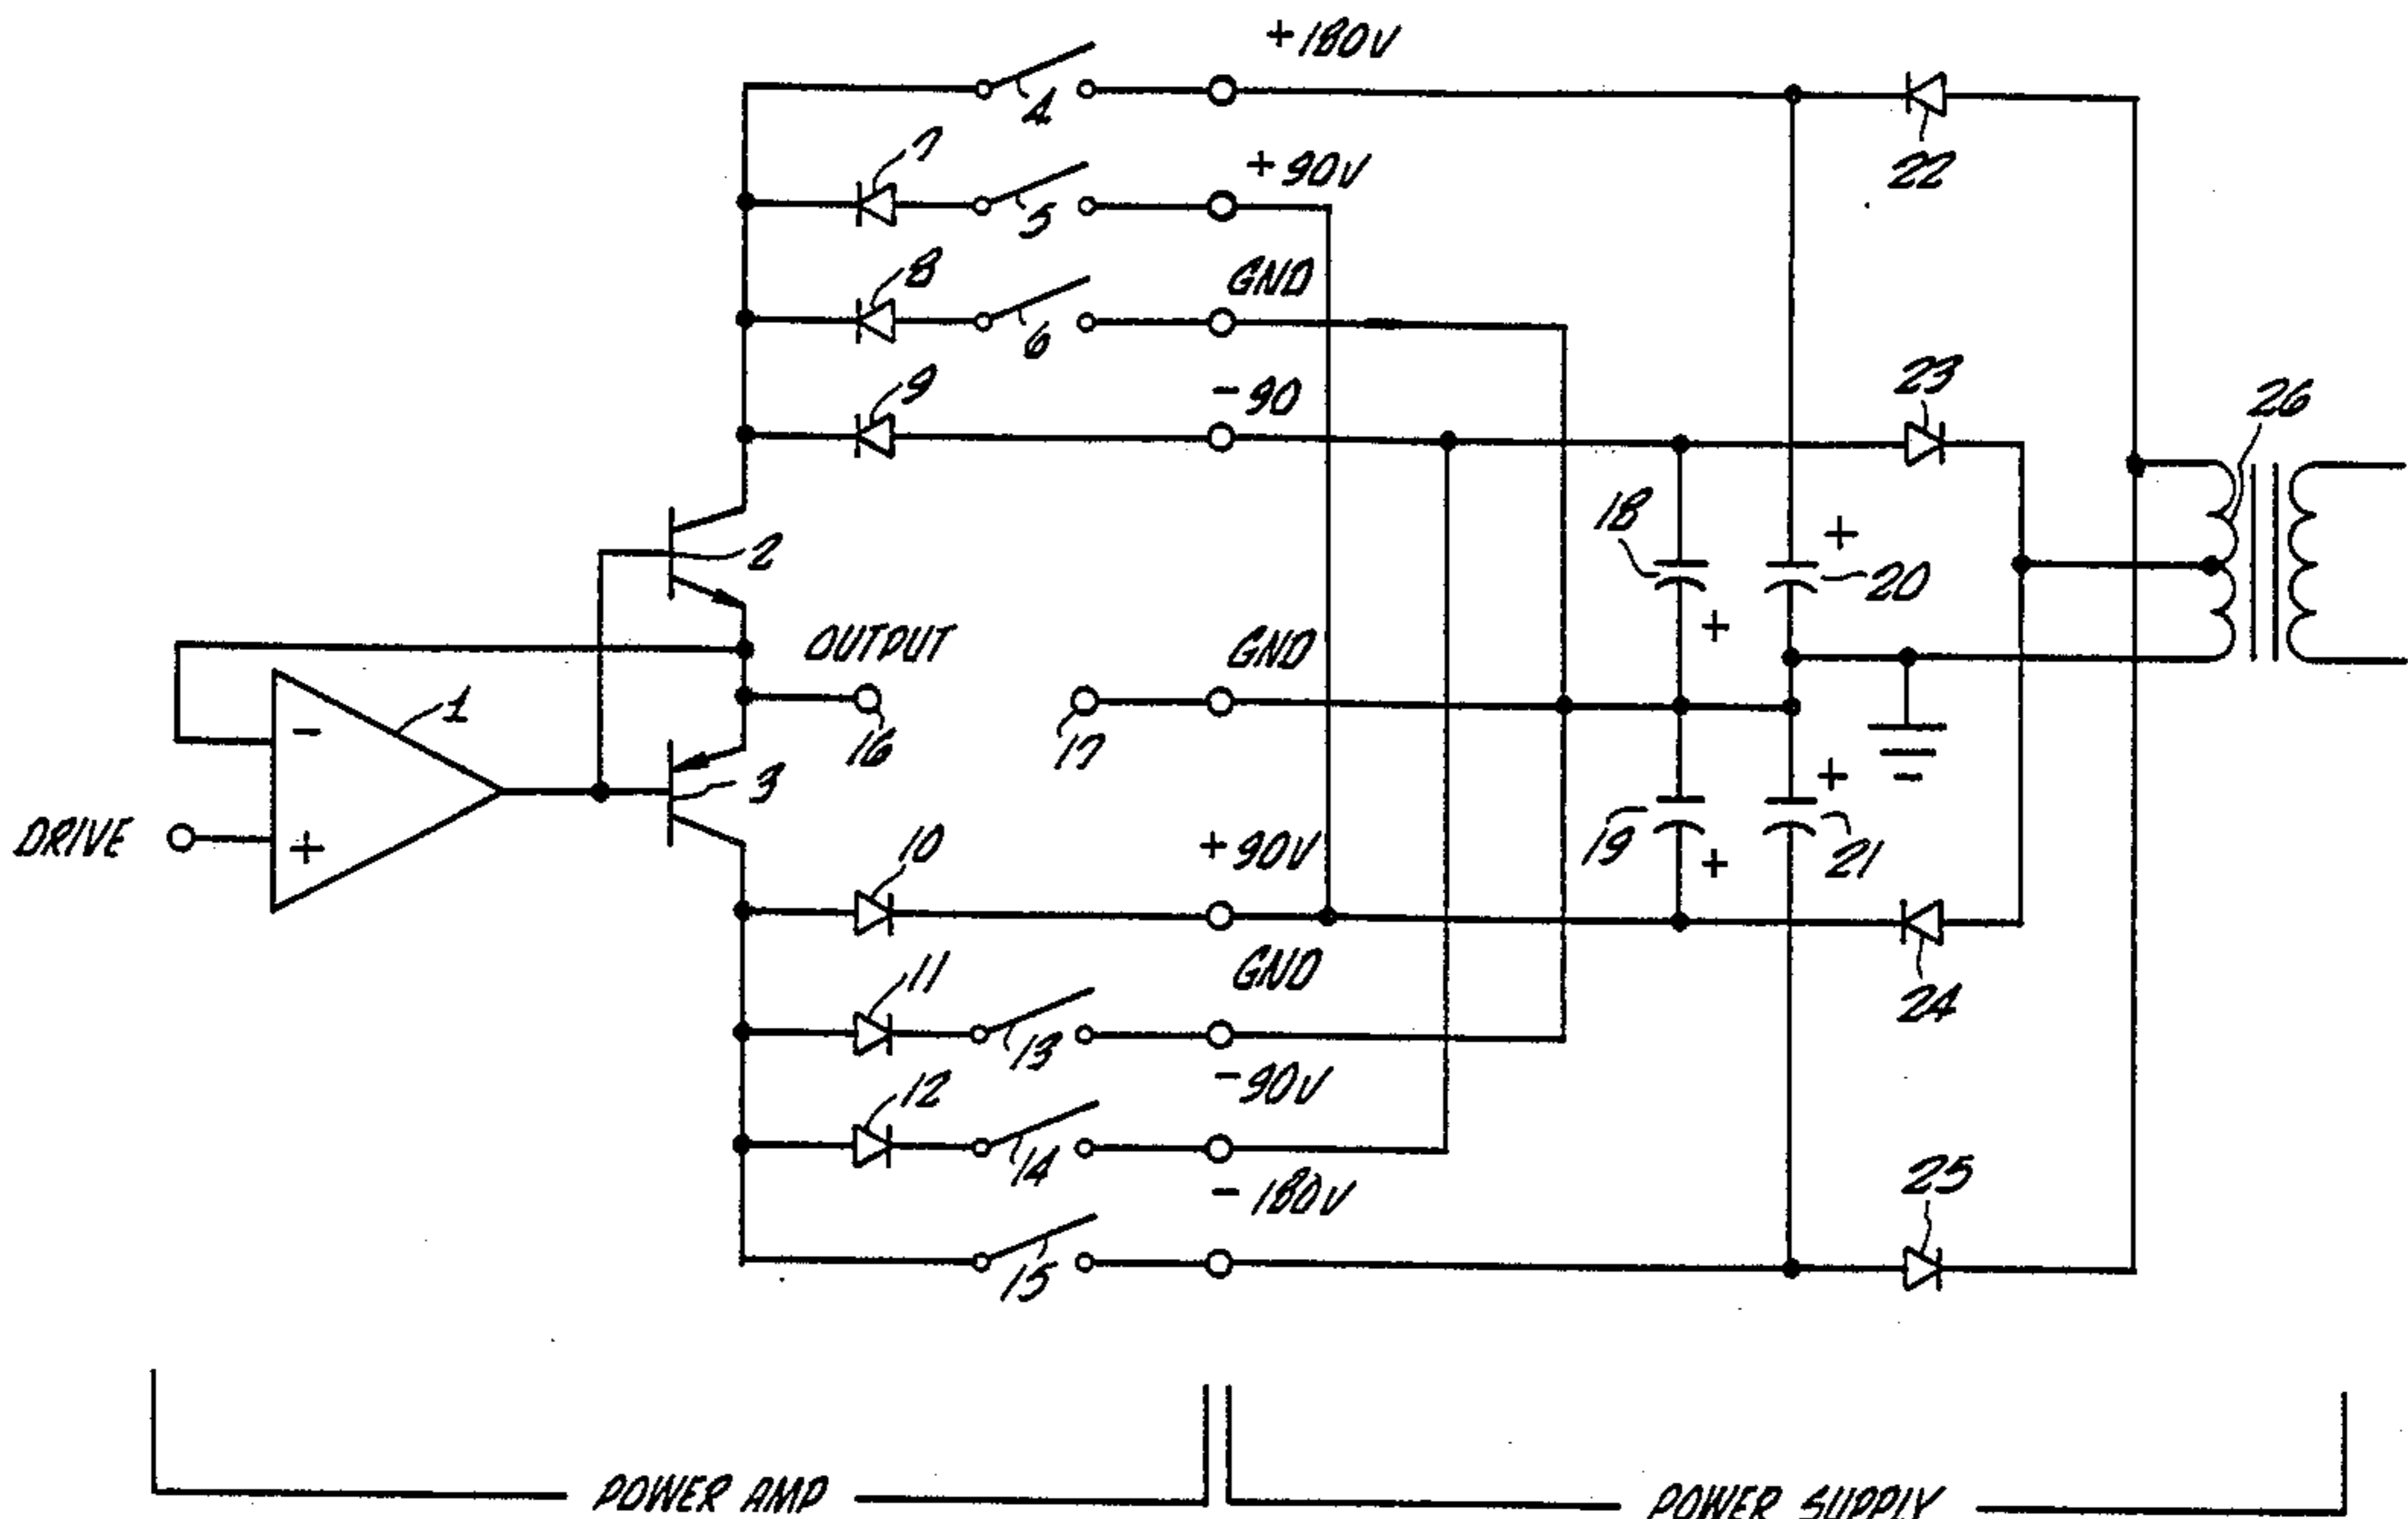 +180V
4
22
7
+90V
5
8
GND
6
9
-90
23
26
2
18
+
20
+
OUTPUT
GND
1
-
16
17
3
+
-
DRIVE
+
10
+90V
19
+
21
11
GND
24
13
12
-90V
14
25
-180V
15
POWER AMP
POWER SUPPLY